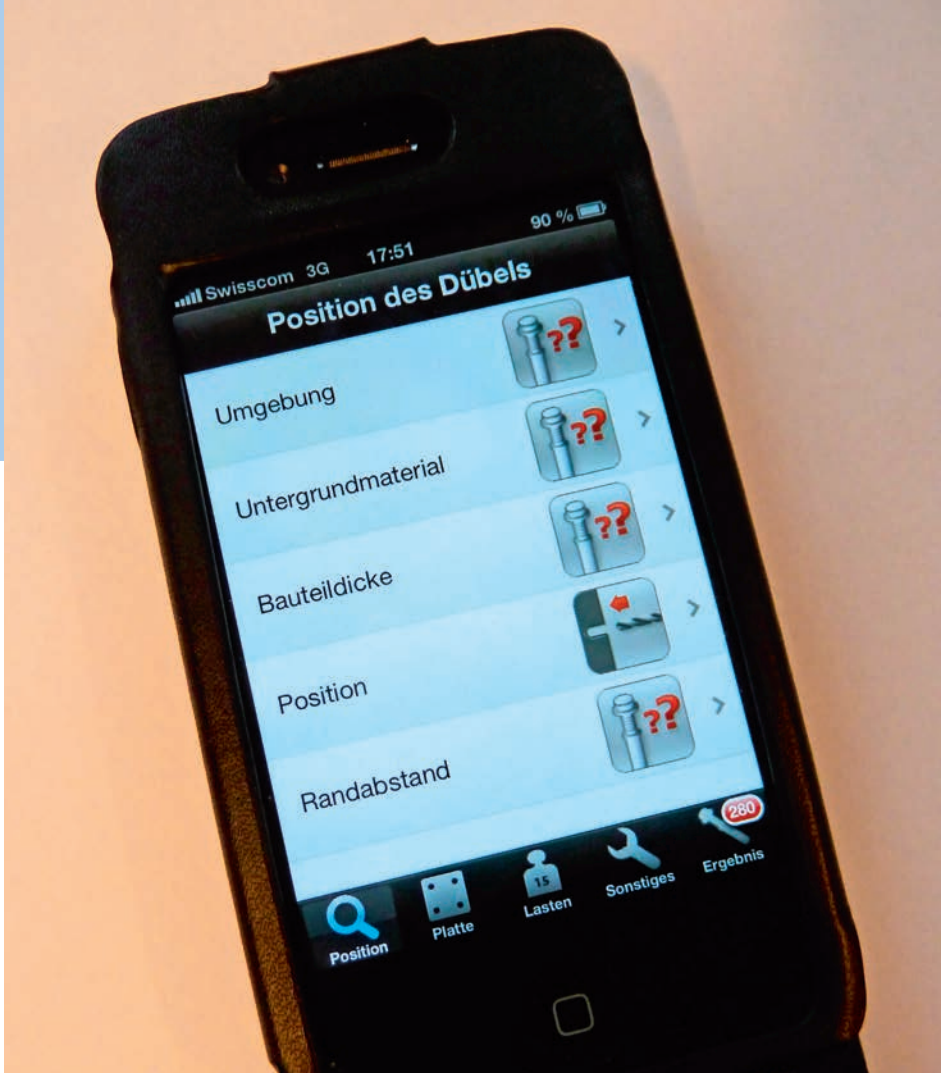 Swisscom 3G 17:51 90 %
Position des Dübels
Umgebung ??
Untergrundmaterial ??
Bauteildicke ??
Position
Randabstand ??
15
280
Position Platte Lasten Sonstiges Ergebnis